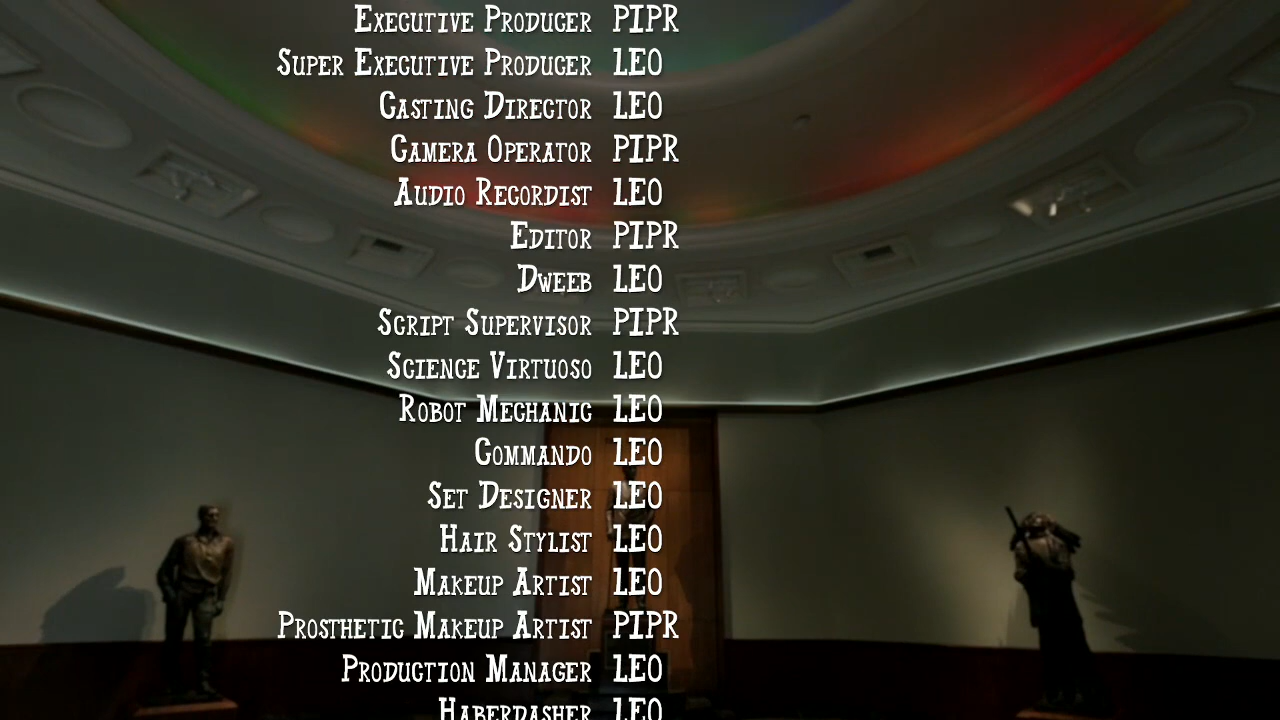 Executive Producer PIPR
Super Executive Producer LEO
Casting Director LEO
Camera Operator PIPR
Audio Recordist LEO
Editor PIPR
Dweeb LEO
Script Supervisor PIPR
Science Virtuoso LEO
Robot Mechanic LEO
Commando LEO
Set Designer LEO
Hair Stylist LEO
Makeup Artist LEO
Prosthetic Makeup Artist PIPR
Production Manager LEO
Haberdasher LEO